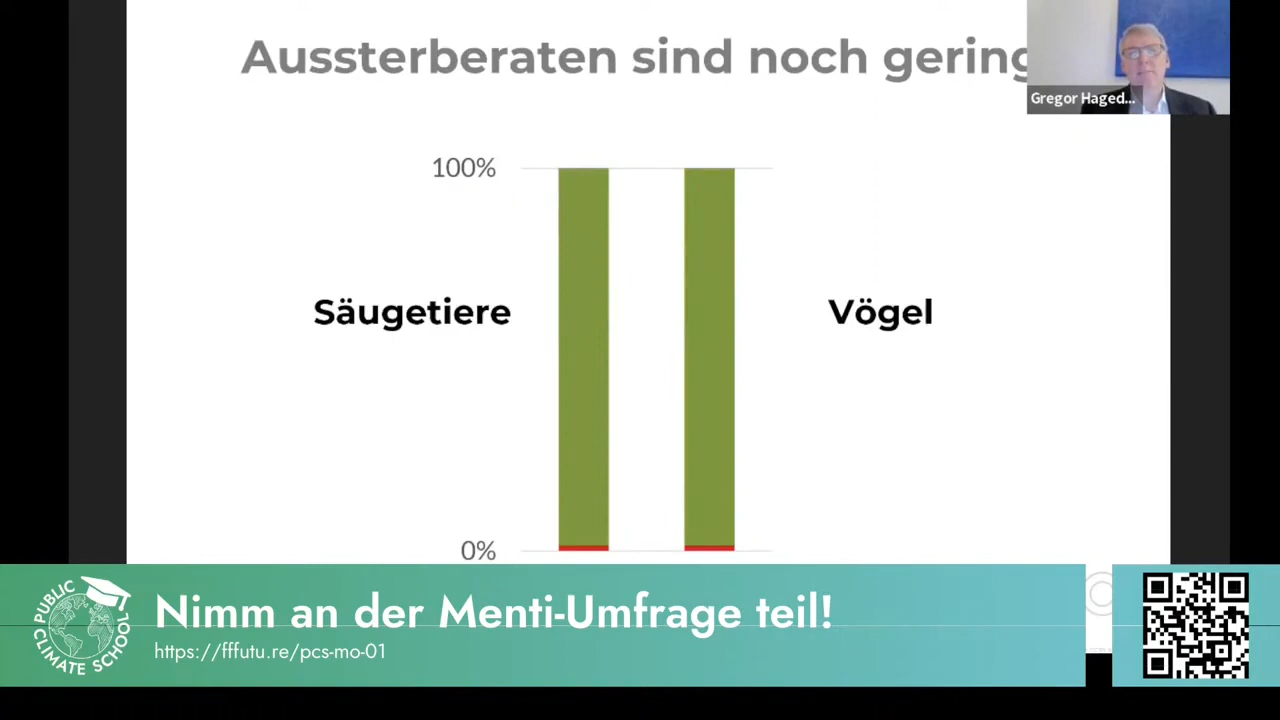 Aussterberaten sind noch gering
Gregor Haged...
100%
Säugetiere
Vögel
0%
PUBLIC CLIMATE SCHOOL
Nimm an der Menti-Umfrage teil!
https://fffutu.re/pcs-mo-01